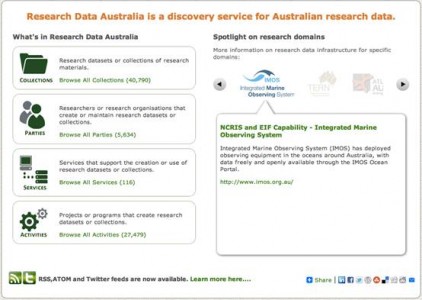 Research Data Australia is a discovery service for Australian research data.
What's in Research Data Australia
Research datasets or collections of research
materials.
Browse All Collections (40,790)
COLLECTIONS
Researchers or research organisations that
create or maintain research datasets or
collections.
Browse All Parties (5,634)
PARTIES
Services that support the creation or use of
research datasets or collections.
Browse All Services (116)
SERVICES
Projects or programs that create research
datasets or collections.
Browse All Activities (27,479)
ACTIVITIES
Spotlight on research domains
More information on research data infrastructure for specific
domains:
IMOS
Integrated Marine
Observing System
TERN
NCRIS and EIF Capability - Integrated Marine
Observing System
Integrated Marine Observing System (IMOS) has deployed
observing equipment in the oceans around Australia, with
data freely and openly available through the IMOS Ocean
Portal.
http://www.imos.org.au/
RSS,ATOM and Twitter feeds are now available. Learn more here....
Share